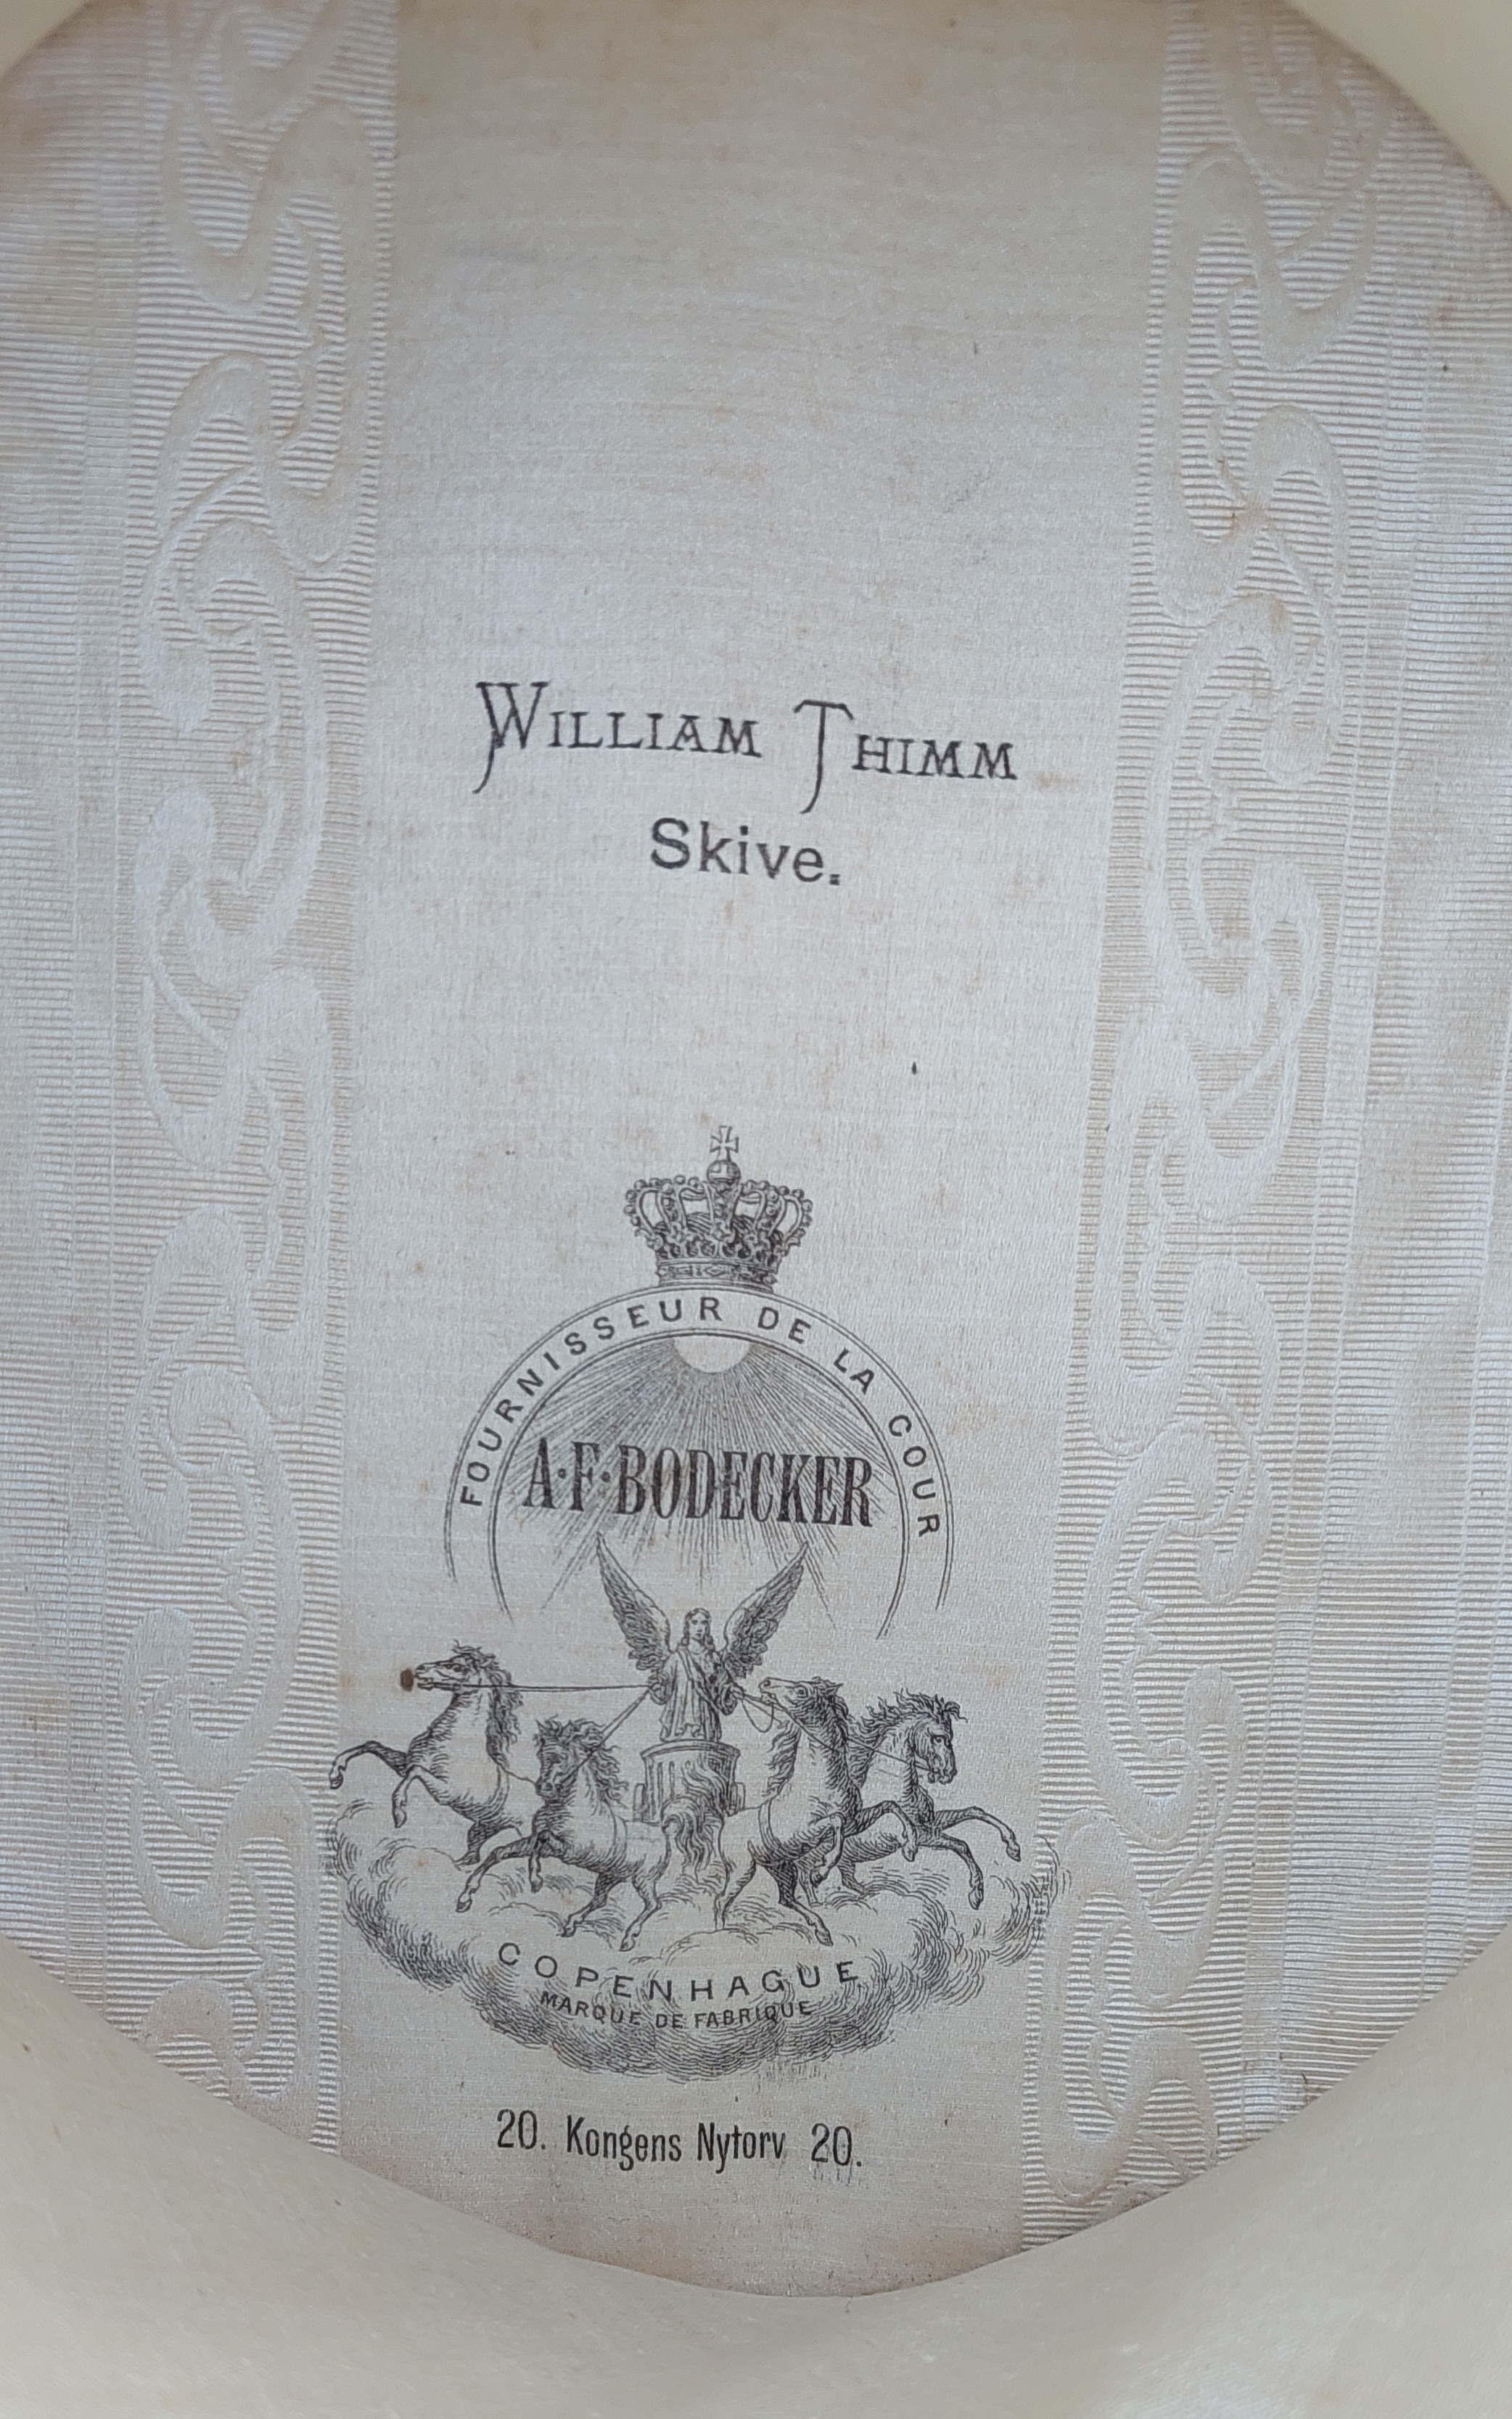 WILLIAM THIMM
Skive.
FOURNISSEUR DE LA COUR
A·F·BODECKER
COPENHAGUE
MARQUE DE FABRIQUE
20. Kongens Nytorv 20.